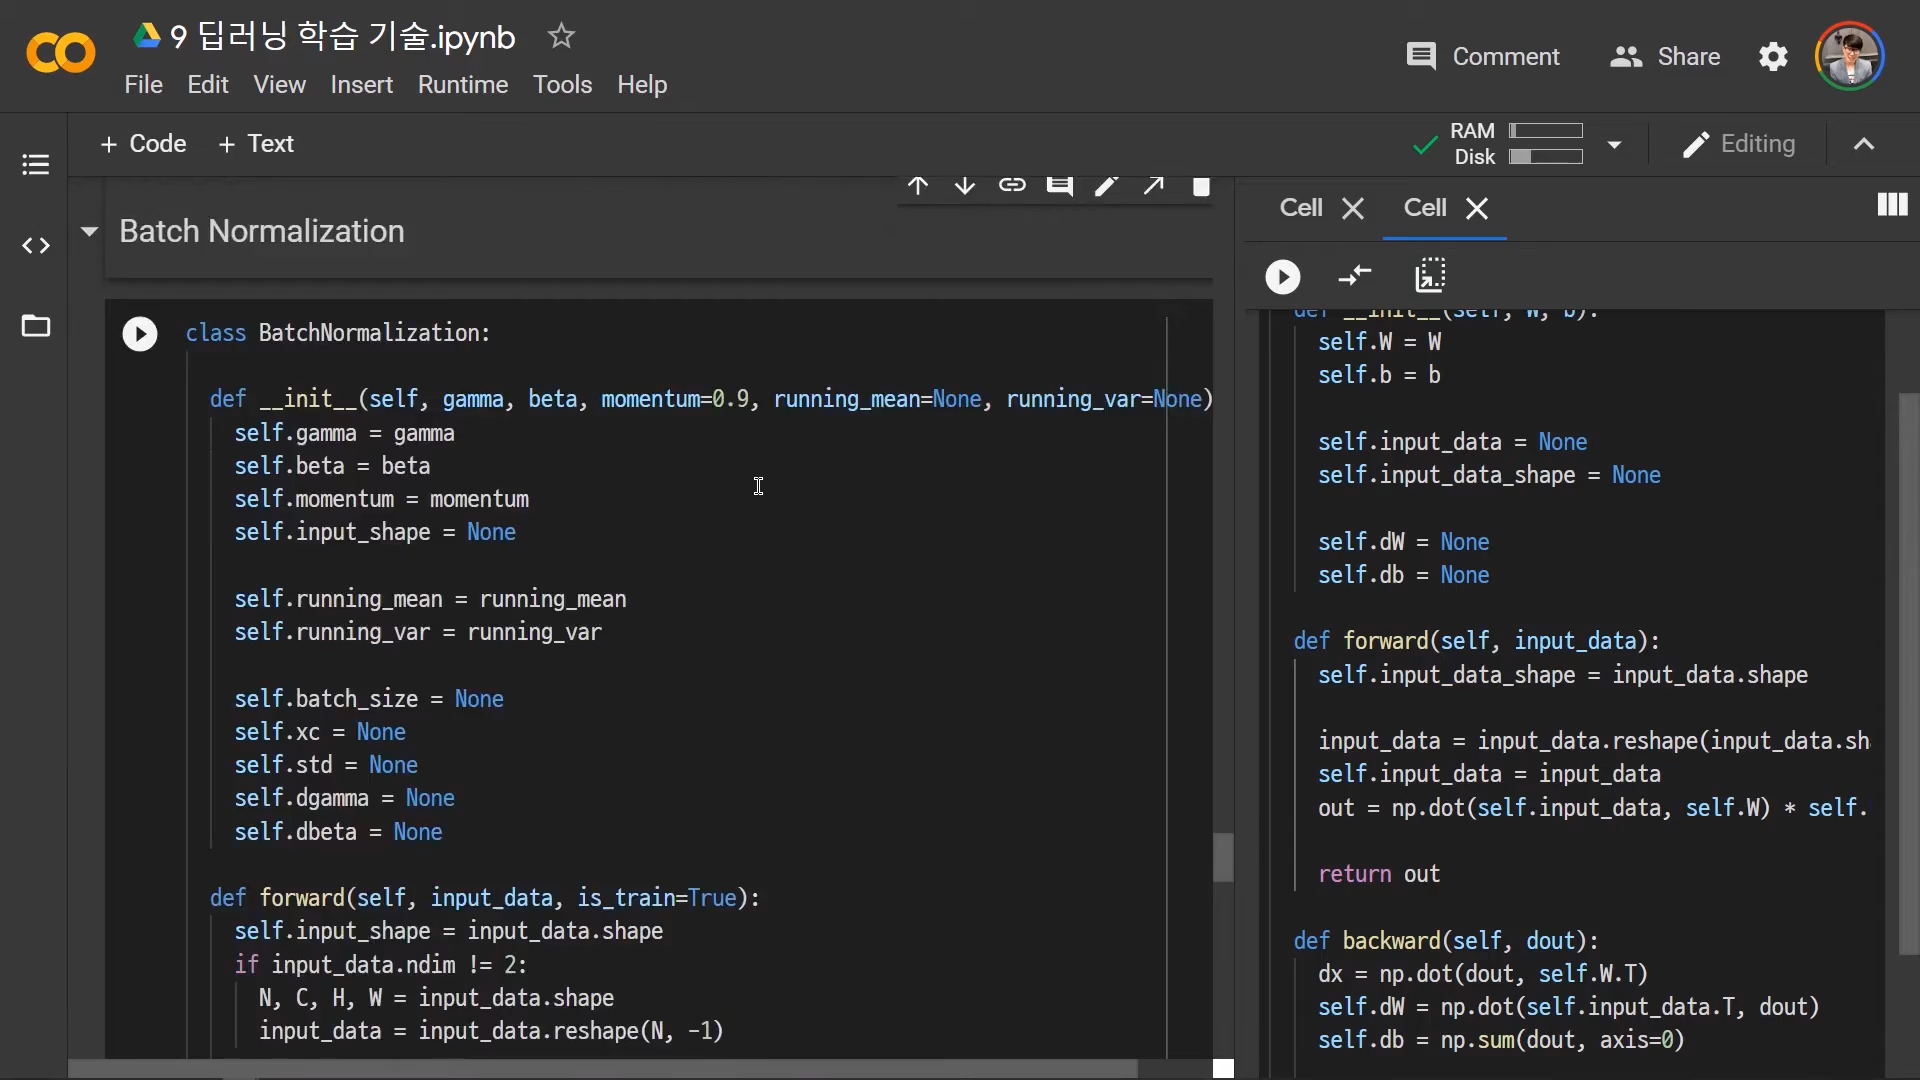 9 딥러닝 학습 기술.ipynb
File Edit View Insert Runtime Tools Help
Comment Share
+ Code + Text
RAM
Disk
Editing
Batch Normalization
class BatchNormalization:
def __init__(self, gamma, beta, momentum=0.9, running_mean=None, running_var=None)
self.gamma = gamma
self.beta = beta
self.momentum = momentum
self.input_shape = None
self.running_mean = running_mean
self.running_var = running_var
self.batch_size = None
self.xc = None
self.std = None
self.dgamma = None
self.dbeta = None
def forward(self, input_data, is_train=True):
self.input_shape = input_data.shape
if input_data.ndim != 2:
N, C, H, W = input_data.shape
input_data = input_data.reshape(N, -1)
Cell Cell
def __init__(self, W, b):
self.W = W
self.b = b
self.input_data = None
self.input_data_shape = None
self.dW = None
self.db = None
def forward(self, input_data):
self.input_data_shape = input_data.shape
input_data = input_data.reshape(input_data.sh
self.input_data = input_data
out = np.dot(self.input_data, self.W) * self.
return out
def backward(self, dout):
dx = np.dot(dout, self.W.T)
self.dW = np.dot(self.input_data.T, dout)
self.db = np.sum(dout, axis=0)